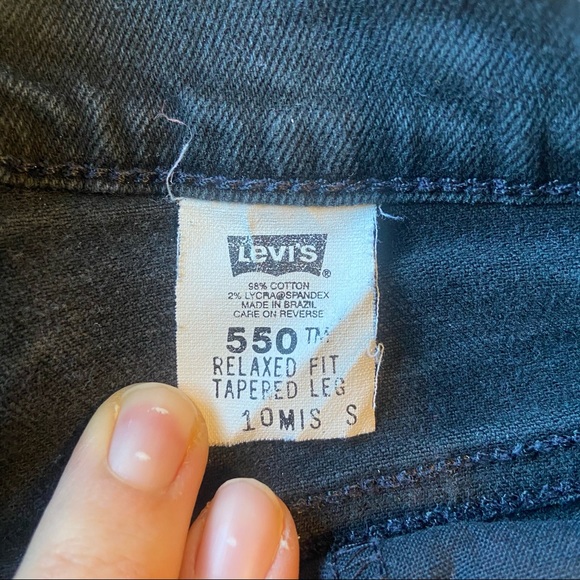 Levi's®
98% COTTON
2% LYCRA®SPANDEX
MADE IN BRAZIL
CARE ON REVERSE
550™
RELAXED FIT
TAPERED LEG
10MIS S